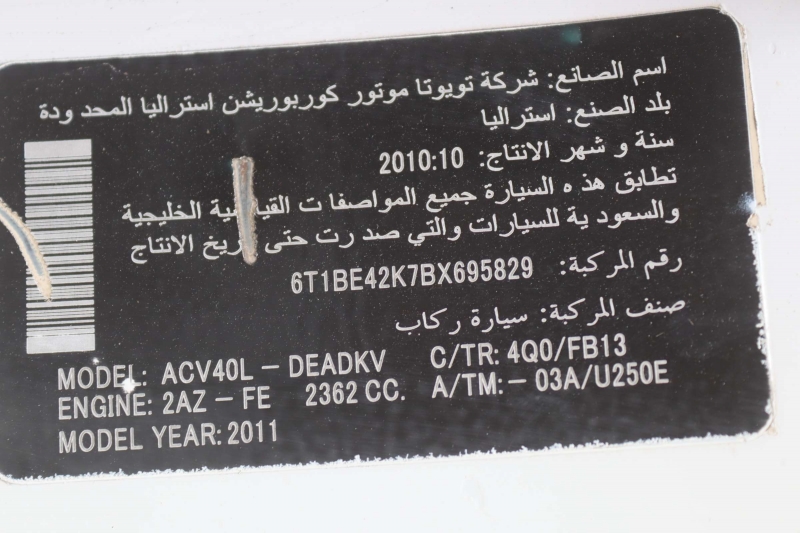 اسم الصانع: شركة تويوتا موتور كوربوريشن استراليا المحدودة
بلد الصنع: استراليا
سنة و شهر الانتاج: 2010:10
تطابق هذه السيارة جميع المواصفات القياسية الخليجية
والسعودية للسيارات والتي صدرت حتى تاريخ الانتاج
رقم المركبة: 6T1BE42K7BX695829
صنف المركبة: سيارة ركاب
MODEL: ACV40L - DEADKV C/TR: 4Q0/FB13
ENGINE: 2AZ - FE 2362 CC. A/TM:- 03A/U250E
MODEL YEAR: 2011